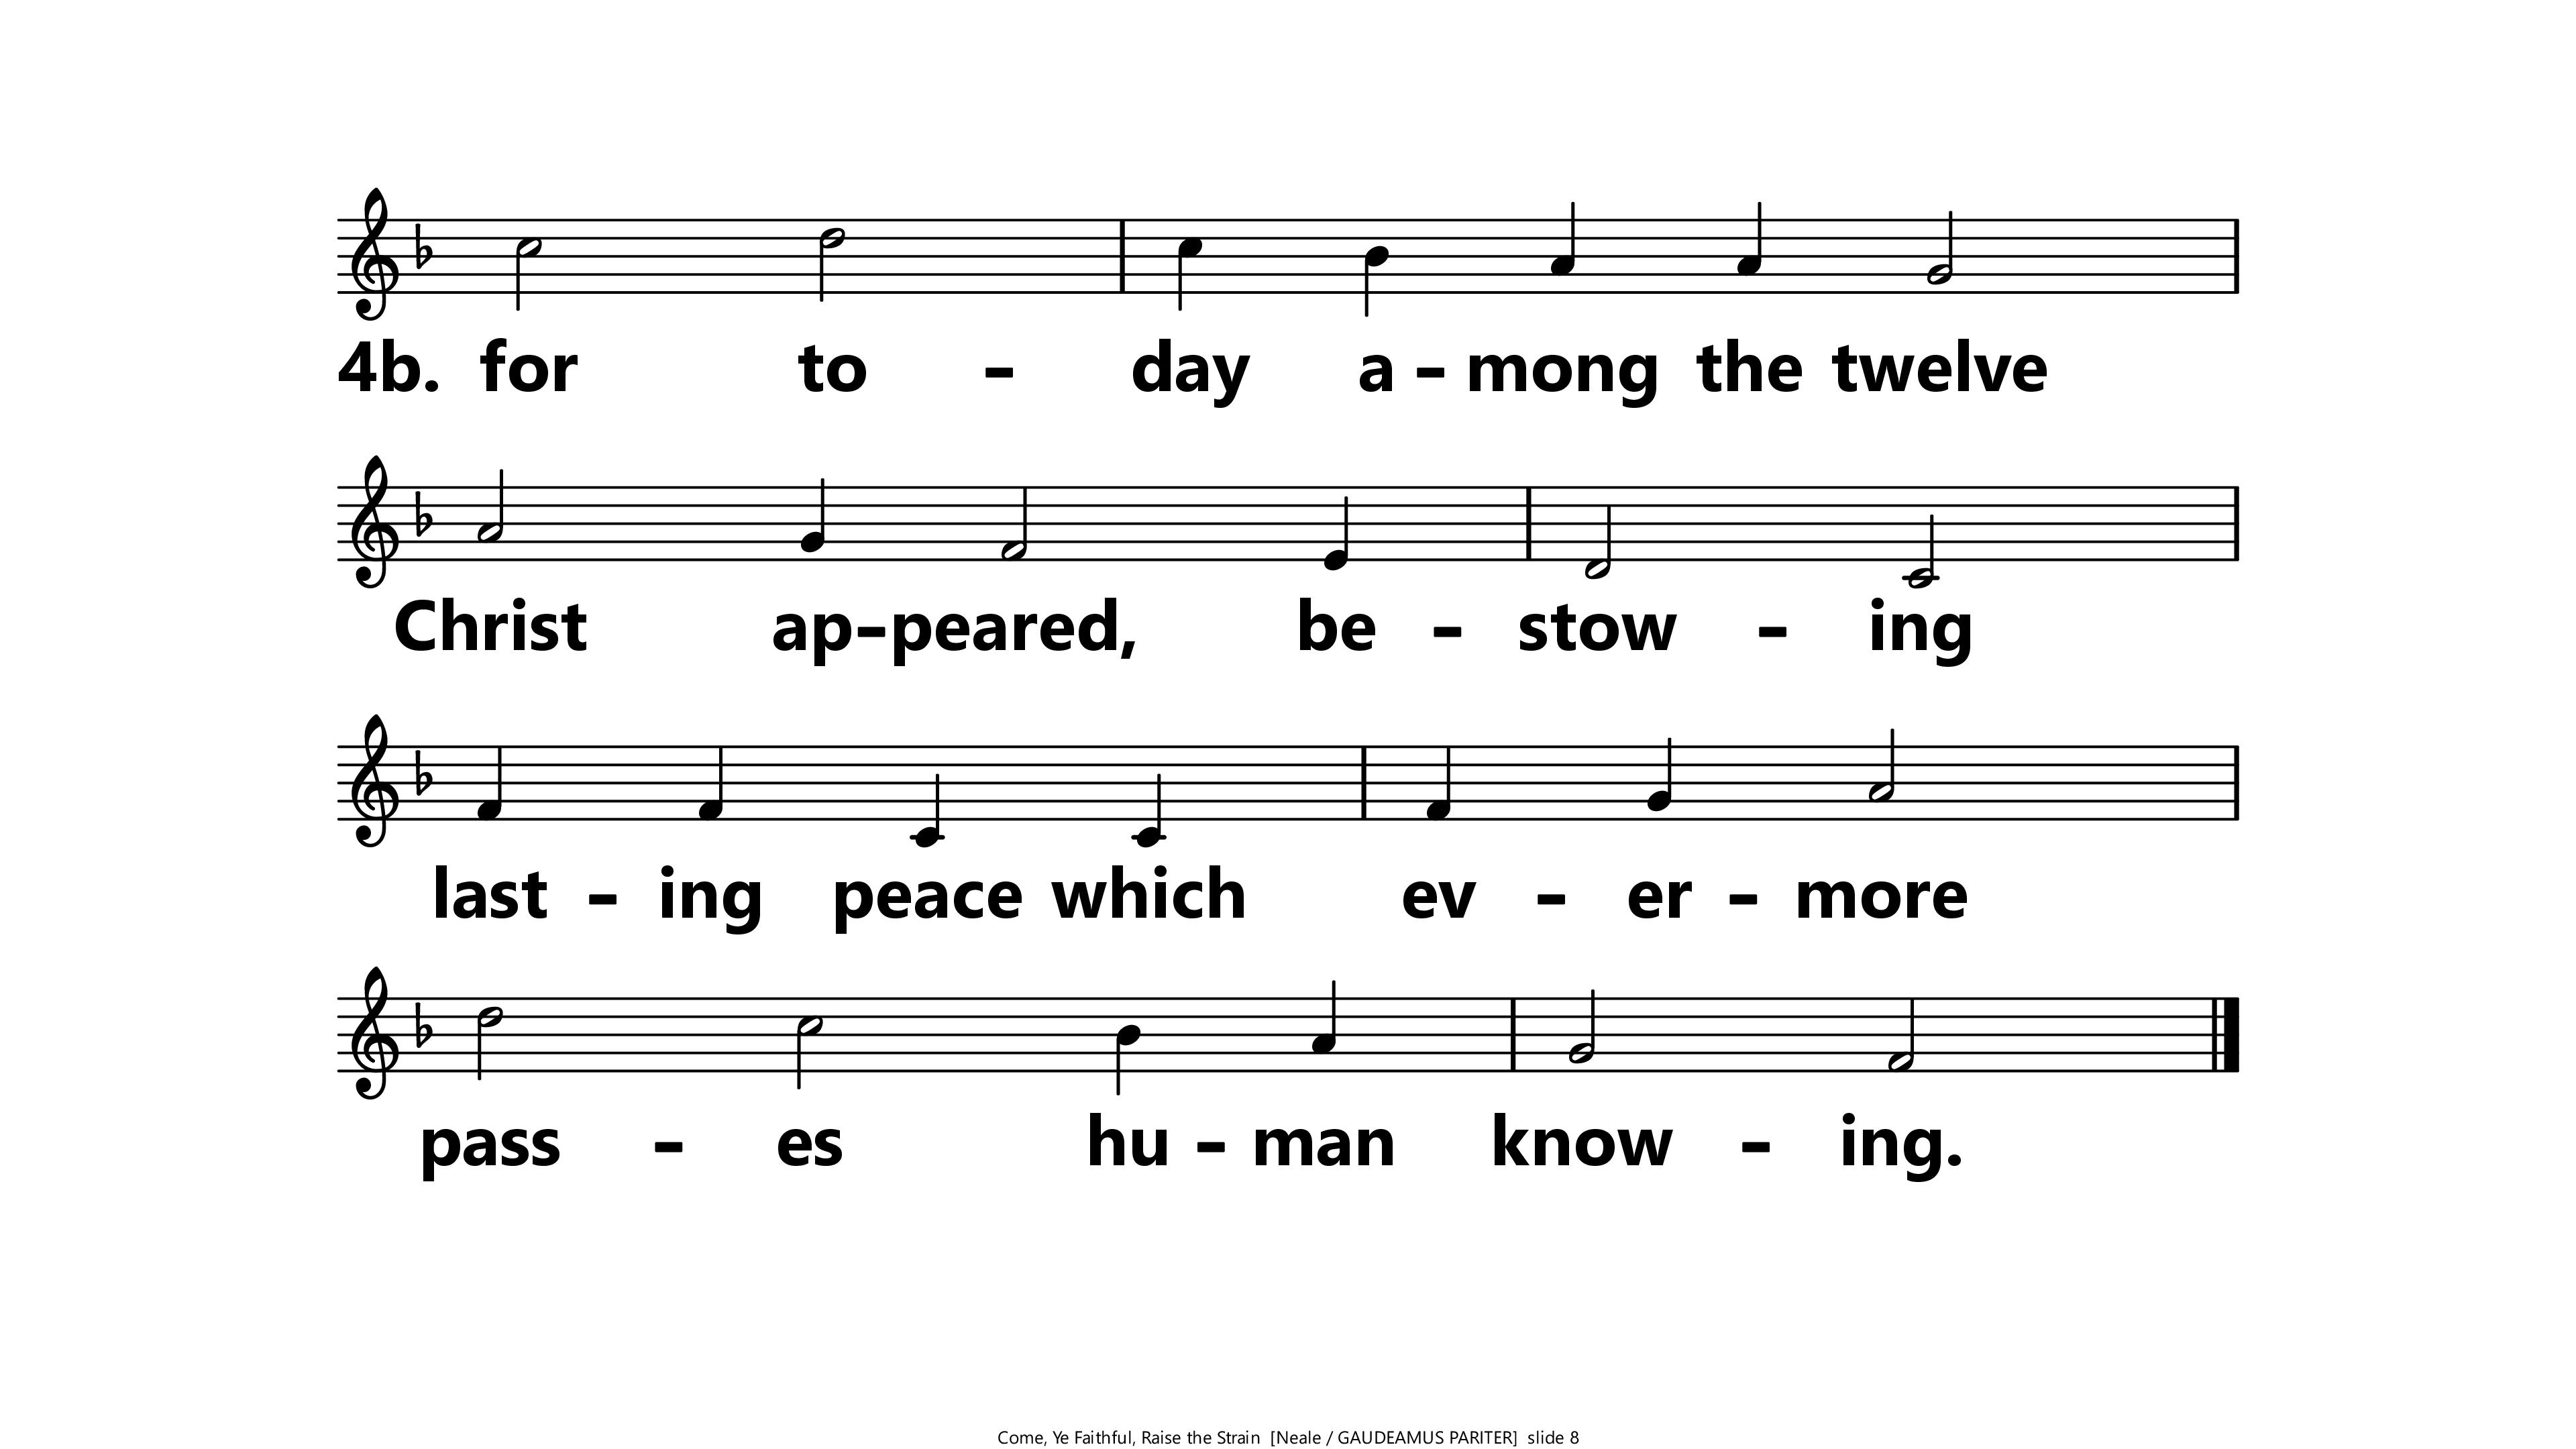 4b. for to - day a - mong the twelve
Christ ap-peared, be - stow - ing
last - ing peace which ev - er - more
pass - es hu - man know - ing.
Come, Ye Faithful, Raise the Strain [Neale / GAUDEAMUS PARITER] slide 8